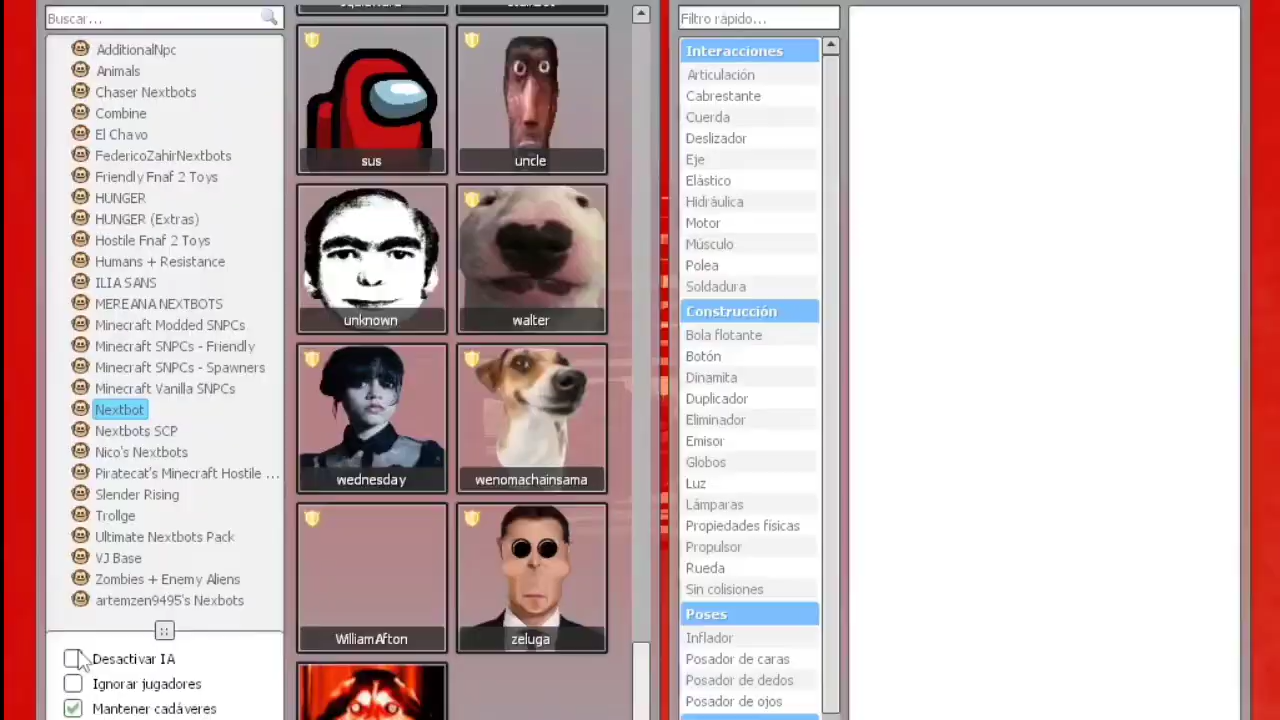 Buscar...
AdditionalNpc
Animals
Chaser Nextbots
Combine
El Chavo
FedericoZahirNextbots
Friendly Fnaf 2 Toys
HUNGER
HUNGER (Extras)
Hostile Fnaf 2 Toys
Humans + Resistance
ILIA SANS
MEREANA NEXTBOTS
Minecraft Modded SNPCs
Minecraft SNPCs - Friendly
Minecraft SNPCs - Spawners
Minecraft Vanilla SNPCs
Nextbot
Nextbots SCP
Nico's Nextbots
Piratecat's Minecraft Hostile ...
Slender Rising
Trollge
Ultimate Nextbots Pack
VJ Base
Zombies + Enemy Aliens
artemzen9495's Nexbots
Desactivar IA
Ignorar jugadores
Mantener cadáveres
sus
uncle
unknown
walter
wednesday
wenomachainsama
WilliamAfton
zeluga
Filtro rápido...
Interacciones
Articulación
Cabrestante
Cuerda
Deslizador
Eje
Elástico
Hidráulica
Motor
Músculo
Polea
Soldadura
Construcción
Bola flotante
Botón
Dinamita
Duplicador
Eliminador
Emisor
Globos
Luz
Lámparas
Propiedades físicas
Propulsor
Rueda
Sin colisiones
Poses
Inflador
Posador de caras
Posador de dedos
Posador de ojos